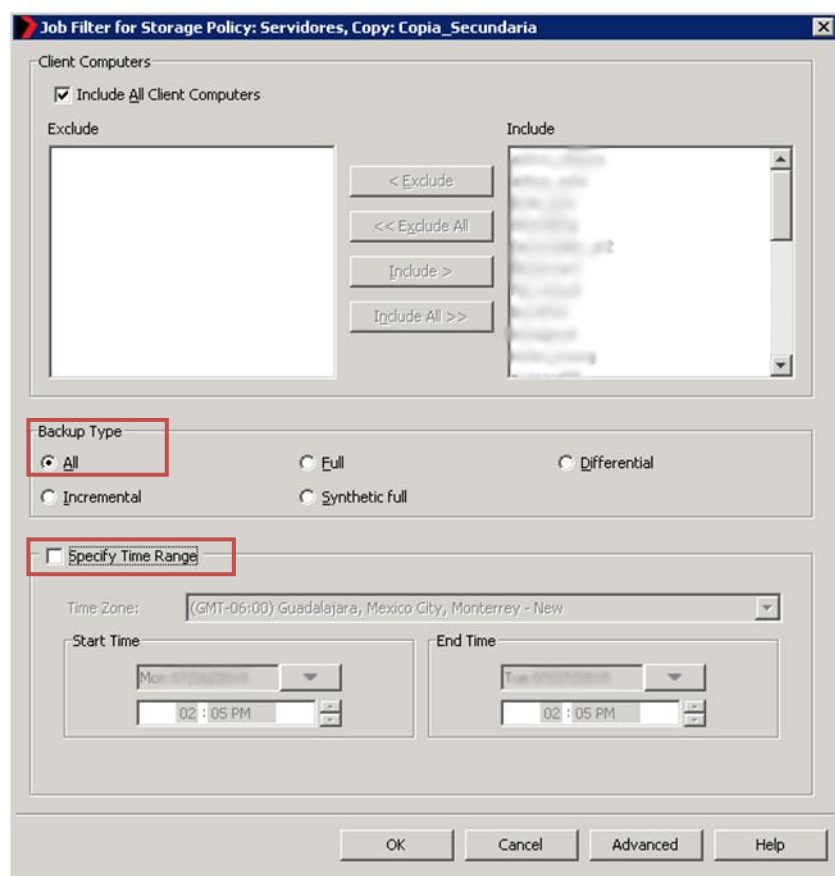 Job Filter for Storage Policy: Servidores, Copy: Copia_Secundaria
Client Computers
Include All Client Computers
Exclude
Include
< Exclude
<< Exclude All
Include >
Include All >>
Backup Type
All
Full
Differential
Incremental
Synthetic full
Specify Time Range
Time Zone:
(GMT-06:00) Guadalajara, Mexico City, Monterrey - New
Start Time
End Time
Mon
Tue
02 : 05 PM
02 : 05 PM
OK
Cancel
Advanced
Help